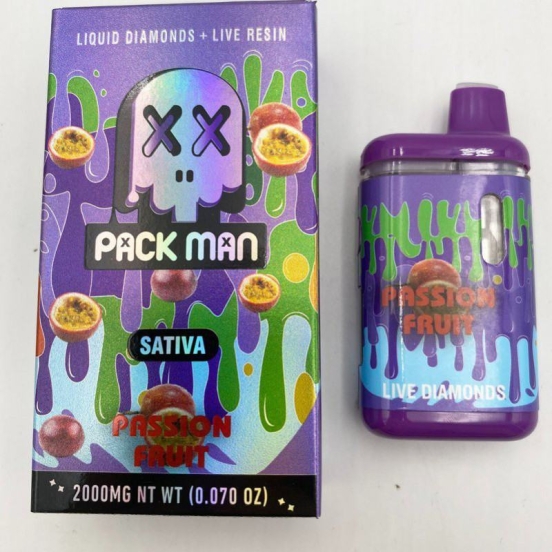 LIQUID DIAMONDS + LIVE RESIN
PACK MAN
SATIVA
PASSION
FRUIT
2000MG NT WT (0.070 OZ)
PASSION
FRUIT
LIVE DIAMONDS